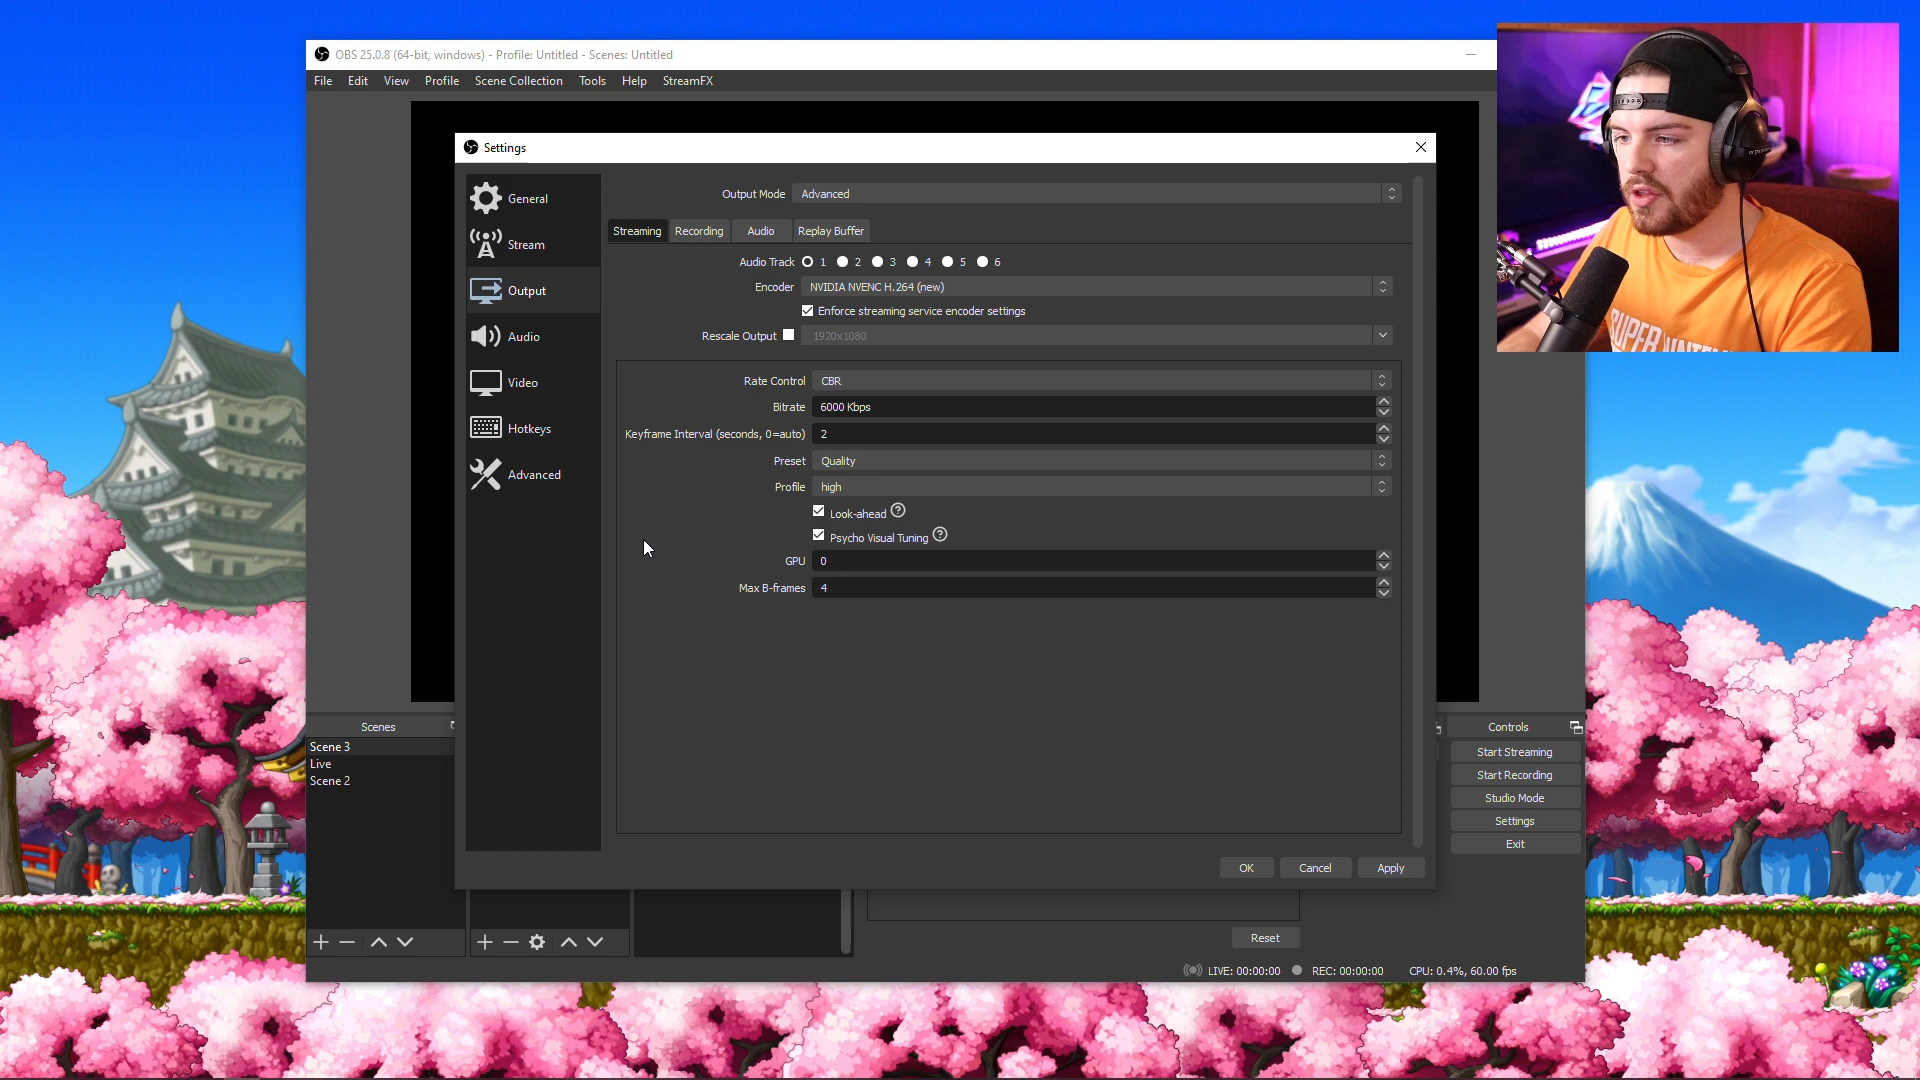 OBS 25.0.8 (64-bit, windows) - Profile: Untitled - Scenes: Untitled
File Edit View Profile Scene Collection Tools Help StreamFX
Settings
General
Stream
Output
Audio
Video
Hotkeys
Advanced
Output Mode Advanced
Streaming Recording Audio Replay Buffer
Audio Track 1 2 3 4 5 6
Encoder NVIDIA NVENC H.264 (new)
Enforce streaming service encoder settings
Rescale Output 1920x1080
Rate Control CBR
Bitrate 6000 Kbps
Keyframe Interval (seconds, 0=auto) 2
Preset Quality
Profile high
Look-ahead ?
Psycho Visual Tuning ?
GPU 0
Max B-frames 4
OK Cancel Apply
Scenes
Scene 3
Live
Scene 2
Controls
Start Streaming
Start Recording
Studio Mode
Settings
Exit
Reset
LIVE: 00:00:00 REC: 00:00:00 CPU: 0.4%, 60.00 fps
SUPER